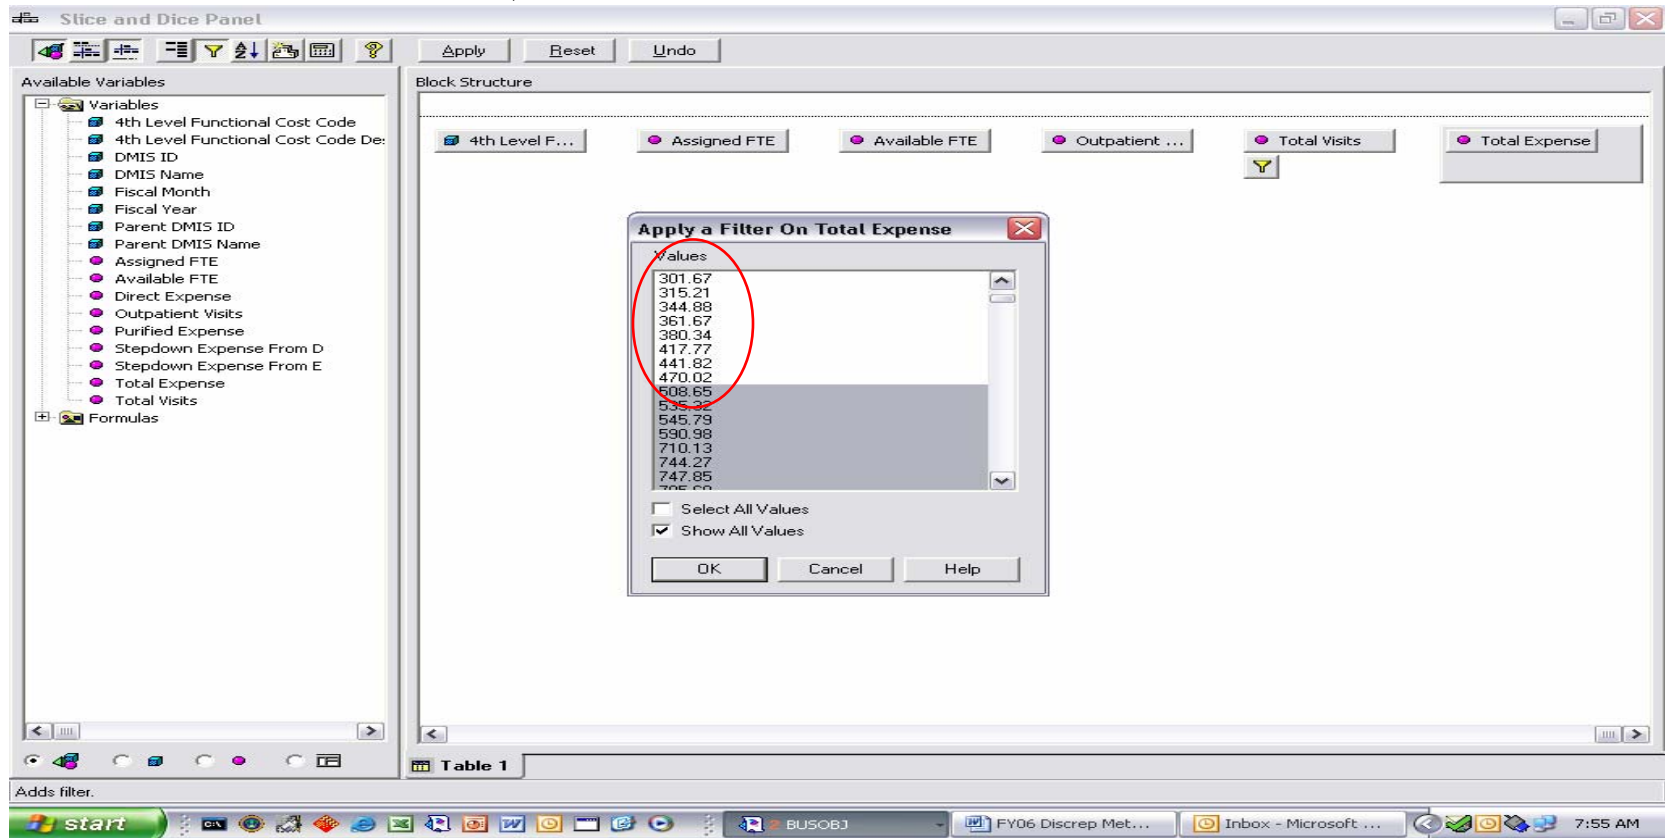 Slice and Dice Panel
Apply Reset Undo
Available Variables
Variables
4th Level Functional Cost Code
4th Level Functional Cost Code De:
DMIS ID
DMIS Name
Fiscal Month
Fiscal Year
Parent DMIS ID
Parent DMIS Name
Assigned FTE
Available FTE
Direct Expense
Outpatient Visits
Purified Expense
Stepdown Expense From D
Stepdown Expense From E
Total Expense
Total Visits
Formulas
Block Structure
4th Level F... Assigned FTE Available FTE Outpatient ... Total Visits Total Expense
Apply a Filter On Total Expense
Values
301.67
315.21
344.88
361.67
380.34
417.77
441.82
470.02
508.65
535.32
545.79
590.98
710.13
744.27
747.85
Select All Values
Show All Values
OK Cancel Help
Table 1
Adds filter.
start 2 BUSOBJ FY06 Discrep Met... Inbox - Microsoft ... 7:55 AM